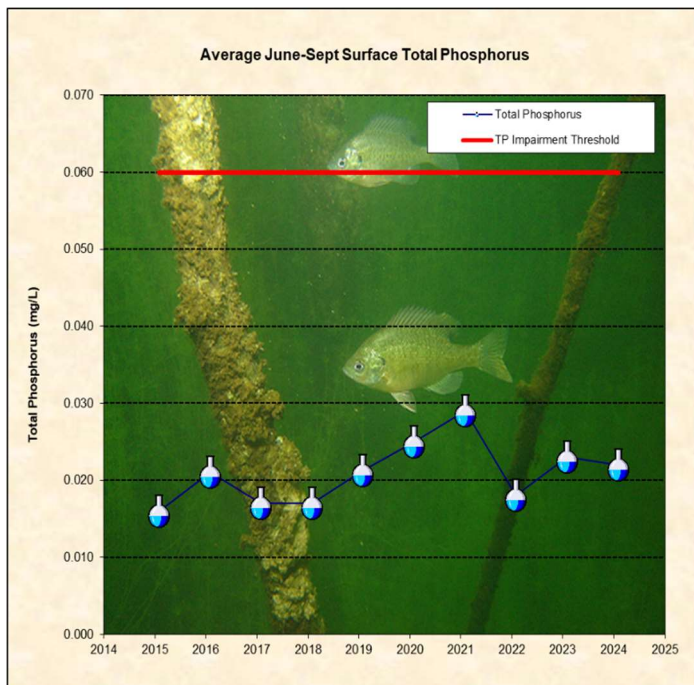 Average June-Sept Surface Total Phosphorus
Total Phosphorus
TP Impairment Threshold
Total Phosphorus (mg/L)
0.070
0.060
0.050
0.040
0.030
0.020
0.010
0.000
2014 2015 2016 2017 2018 2019 2020 2021 2022 2023 2024 2025